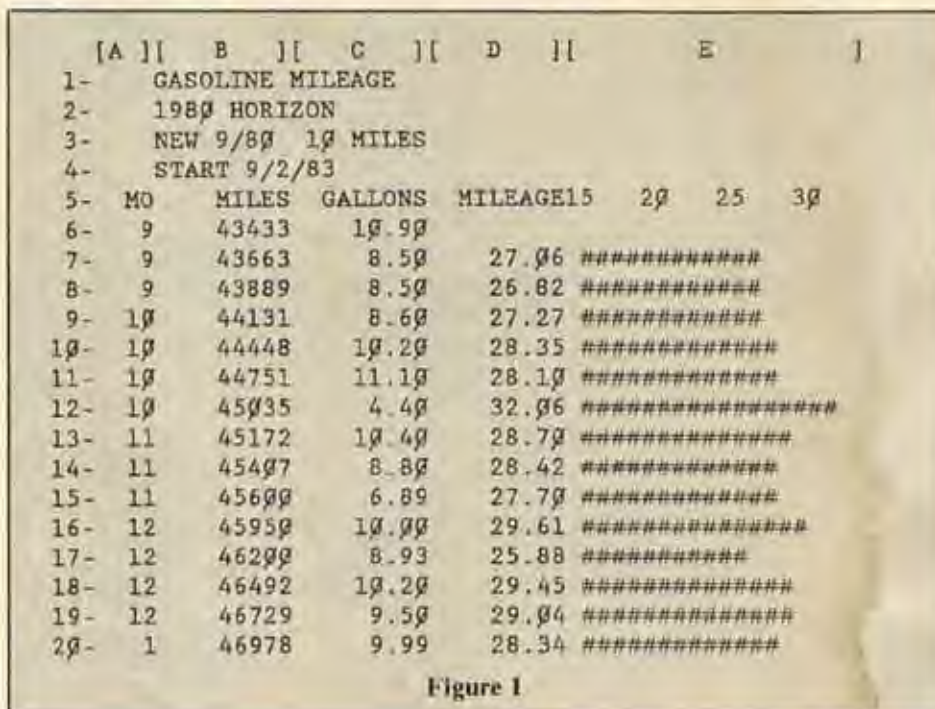 [A ][ B ][ C ][ D ][ E ]
1- GASOLINE MILEAGE
2- 198Ø HORIZON
3- NEW 9/8Ø 1Ø MILES
4- START 9/2/83
5- MO MILES GALLONS MILEAGE15 2Ø 25 3Ø
6- 9 43433 1Ø.9Ø
7- 9 43663 8.5Ø 27.Ø6 ############
8- 9 43889 8.5Ø 26.82 ############
9- 1Ø 44131 8.6Ø 27.27 ############
1Ø- 1Ø 44448 1Ø.2Ø 28.35 #############
11- 1Ø 44751 11.1Ø 28.1Ø #############
12- 1Ø 45Ø35 4.4Ø 32.Ø6 #################
13- 11 45172 1Ø.4Ø 28.7Ø ##############
14- 11 454Ø7 8.8Ø 28.42 #############
15- 11 456ØØ 6.89 27.7Ø #############
16- 12 4595Ø 1Ø.ØØ 29.61 ###############
17- 12 462ØØ 8.93 25.88 ###########
18- 12 46492 1Ø.2Ø 29.45 ##############
19- 12 46729 9.5Ø 29.Ø4 ##############
2Ø- 1 46978 9.99 28.34 #############
Figure 1